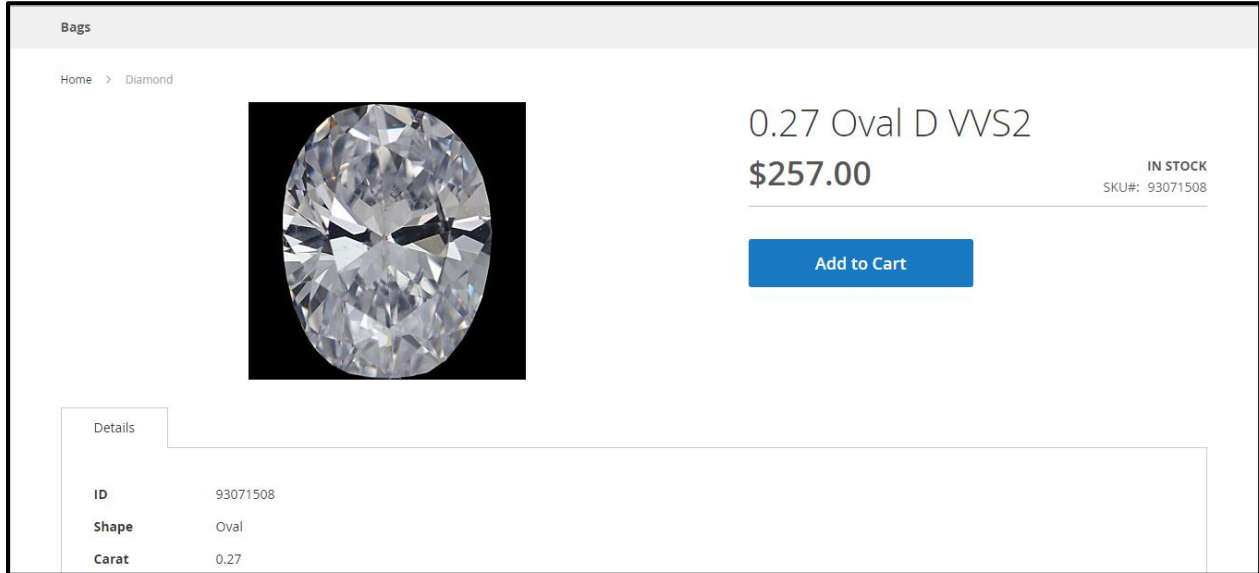 Bags
Home > Diamond
0.27 Oval D VVS2
$257.00
IN STOCK
SKU#: 93071508
Add to Cart
Details
ID 93071508
Shape Oval
Carat 0.27